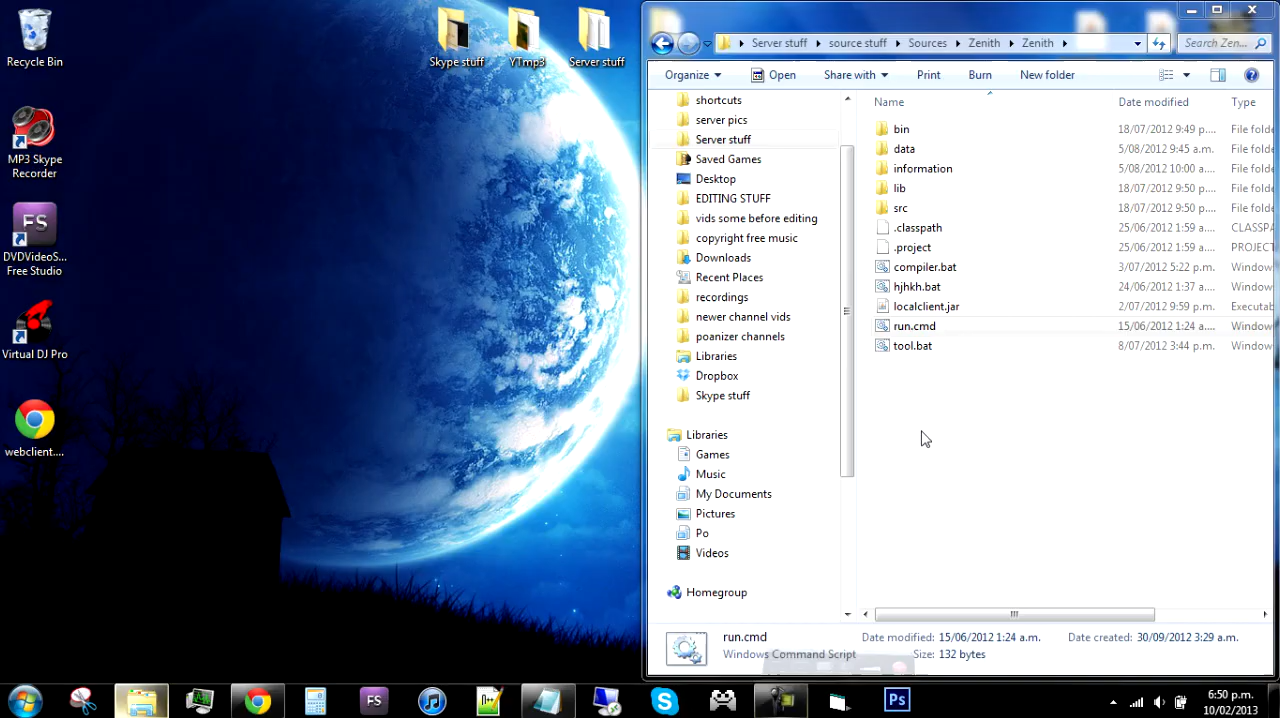 Recycle Bin
MP3 Skype
Recorder
FS
DVDVideoS...
Free Studio
Virtual DJ Pro
webclient....
Skype stuff
YTmp3
Server stuff
Server stuff
source stuff
Sources
Zenith
Zenith
Search Zen...
Organize
Open
Share with
Print
Burn
New folder
shortcuts
server pics
Server stuff
Saved Games
Desktop
EDITING STUFF
vids some before editing
copyright free music
Downloads
Recent Places
recordings
newer channel vids
poanizer channels
Libraries
Dropbox
Skype stuff
Libraries
Games
Music
My Documents
Pictures
Po
Videos
Homegroup
Name Date modified Type
bin 18/07/2012 9:49 p.... File folde
data 5/08/2012 9:45 a.m. File folde
information 5/08/2012 10:00 a.... File folde
lib 18/07/2012 9:50 p.... File folde
src 18/07/2012 9:50 p.... File folde
.classpath 25/06/2012 1:59 a.... CLASSPA
.project 25/06/2012 1:59 a.... PROJECT
compiler.bat 3/07/2012 5:22 p.m. Window
hjhkh.bat 24/06/2012 1:37 a.... Window
localclient.jar 2/07/2012 9:59 p.m. Executab
run.cmd 15/06/2012 1:24 a.... Window
tool.bat 8/07/2012 3:44 p.m. Window
run.cmd Date modified: 15/06/2012 1:24 a.m. Date created: 30/09/2012 3:29 a.m.
Windows Command Script Size: 132 bytes
FS
Ps
6:50 p.m.
10/02/2013